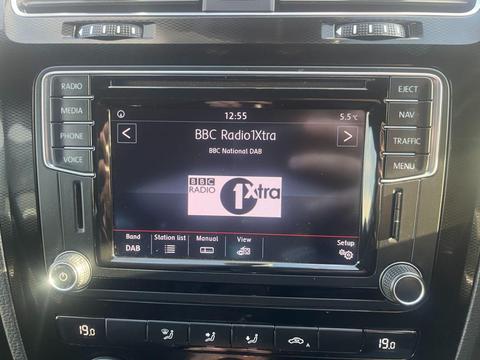 RADIO
MEDIA
PHONE
VOICE
12:55
5.5°C
BBC Radio1Xtra
BBC National DAB
BBC
RADIO
1Xtra
Band
DAB
Station list
Manual
View
Setup
EJECT
NAV
TRAFFIC
MENU
19.0
A
19.0